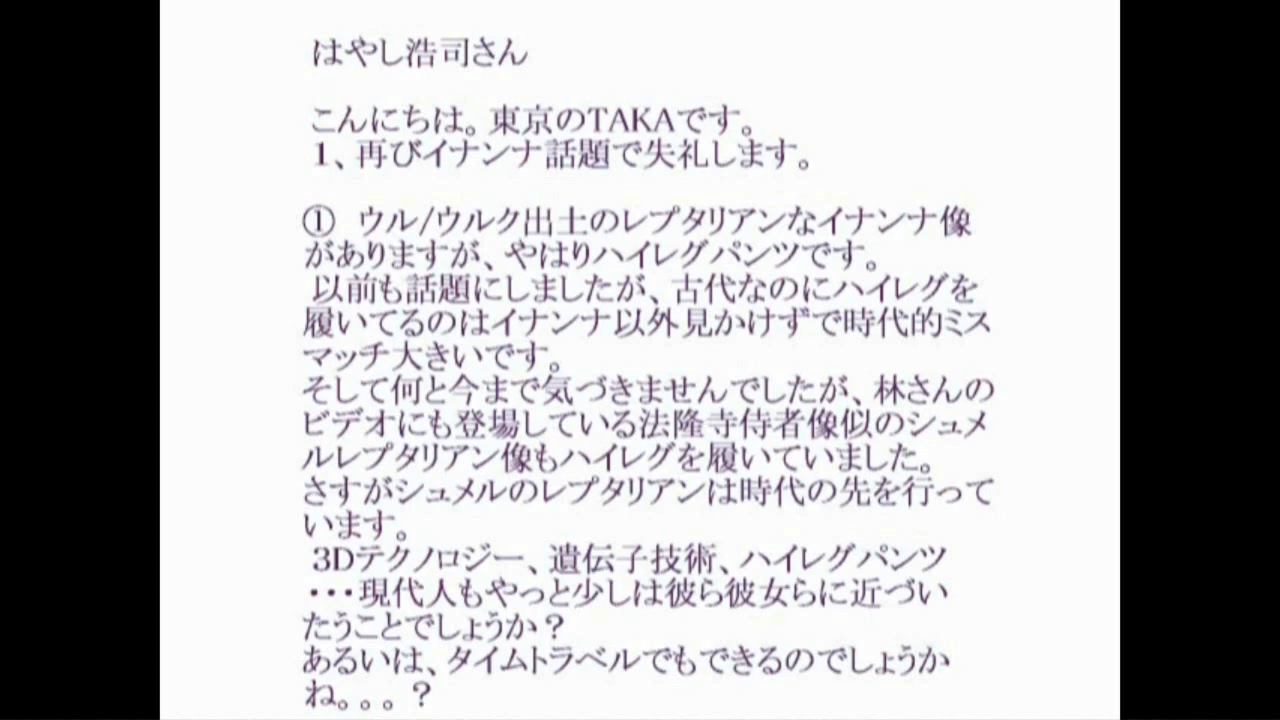 はやし浩司さん
こんにちは。東京のTAKAです。
1、再びイナンナ話題で失礼します。
① ウル/ウルク出土のレプタリアンなイナンナ像
がありますが、やはりハイレグパンツです。
以前も話題にしましたが、古代なのにハイレグを
履いてるのはイナンナ以外見かけずで時代的ミス
マッチ大きいです。
そして何と今まで気づきませんでしたが、林さんの
ビデオにも登場している法隆寺侍者像似のシュメ
ルレプタリアン像もハイレグを履いていました。
さすがシュメルのレプタリアンは時代の先を行って
います。
3Dテクノロジー、遺伝子技術、ハイレグパンツ
・・・現代人もやっと少しは彼ら彼女らに近づい
たうことでしょうか?
あるいは、タイムトラベルでもできるのでしょうか
ね。。。?